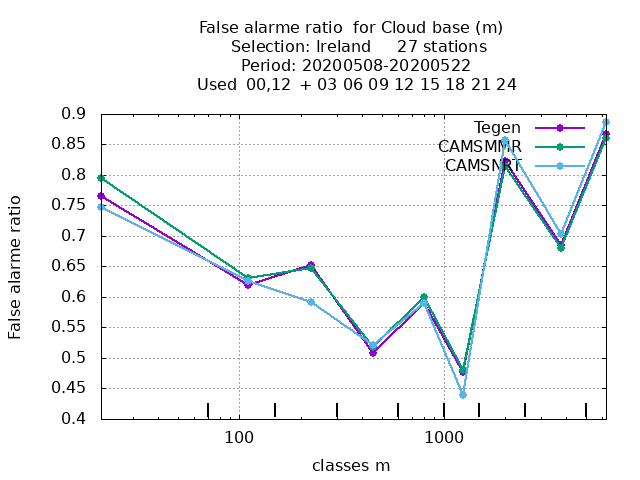 False alarme ratio  for Cloud base (m)
Selection: Ireland     27 stations
Period: 20200508-20200522
Used  00,12  + 03 06 09 12 15 18 21 24
False alarme ratio
0.9
0.85
0.8
0.75
0.7
0.65
0.6
0.55
0.5
0.45
0.4
Tegen
CAMSMMR
CAMSNRT
100
1000
classes m